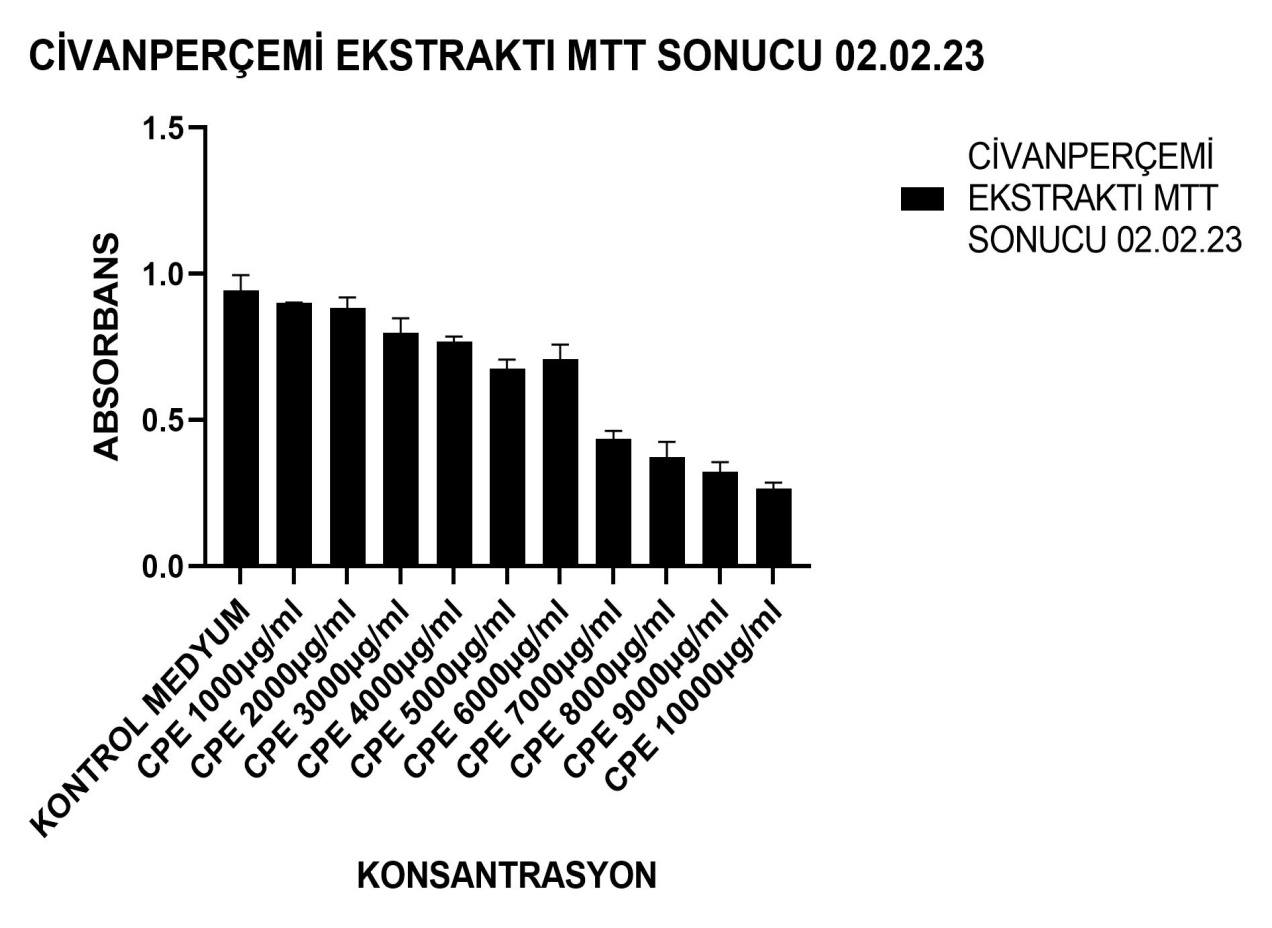 CİVANPERÇEMİ EKSTRAKTI MTT SONUCU 02.02.23
CİVANPERÇEMİ
EKSTRAKTI MTT
SONUCU 02.02.23
ABSORBANS
1.5
1.0
0.5
0.0
KONTROL MEDYUM
CPE 1000µg/ml
CPE 2000µg/ml
CPE 3000µg/ml
CPE 4000µg/ml
CPE 5000µg/ml
CPE 6000µg/ml
CPE 7000µg/ml
CPE 8000µg/ml
CPE 9000µg/ml
CPE 10000µg/ml
KONSANTRASYON